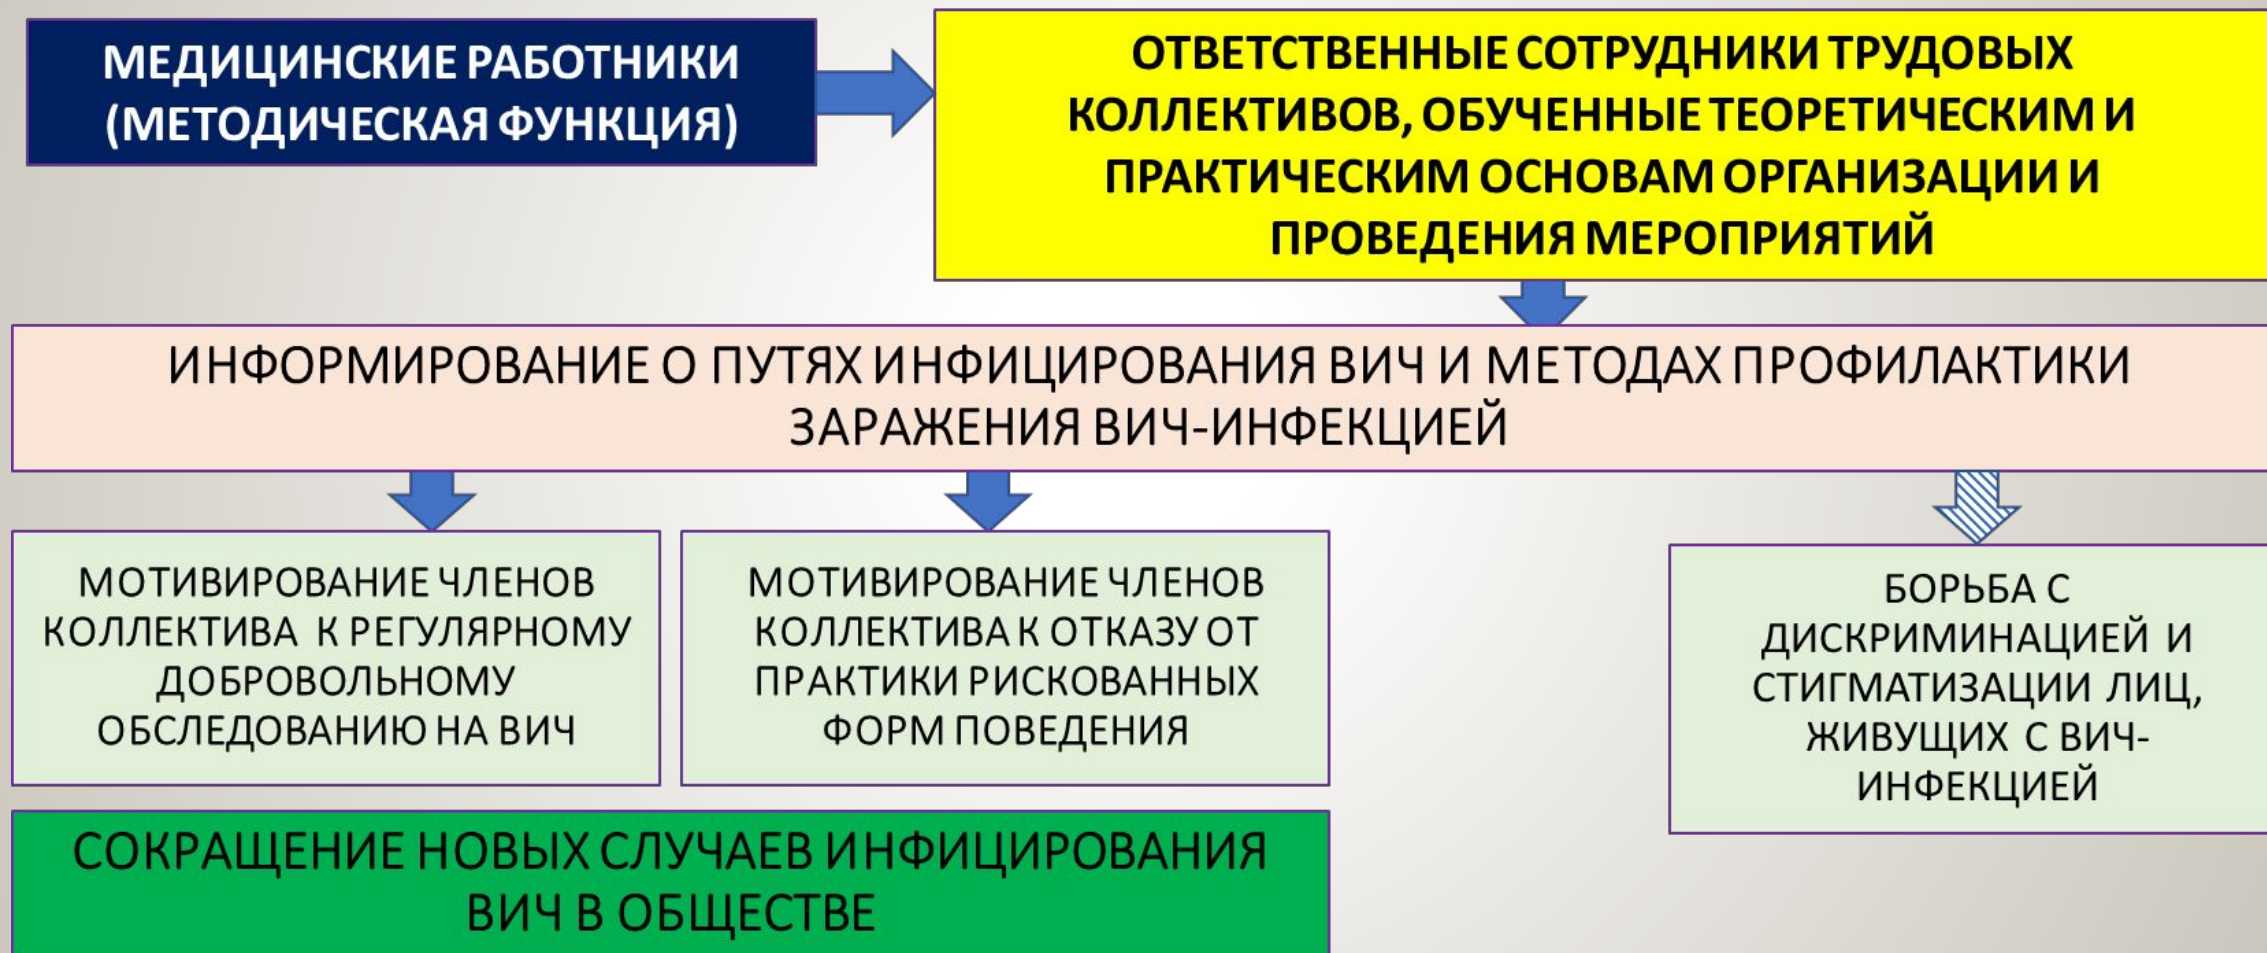 МЕДИЦИНСКИЕ РАБОТНИКИ
(МЕТОДИЧЕСКАЯ ФУНКЦИЯ)
ОТВЕТСТВЕННЫЕ СОТРУДНИКИ ТРУДОВЫХ
КОЛЛЕКТИВОВ, ОБУЧЕННЫЕ ТЕОРЕТИЧЕСКИМ И
ПРАКТИЧЕСКИМ ОСНОВАМ ОРГАНИЗАЦИИ И
ПРОВЕДЕНИЯ МЕРОПРИЯТИЙ
ИНФОРМИРОВАНИЕ О ПУТЯХ ИНФИЦИРОВАНИЯ ВИЧ И МЕТОДАХ ПРОФИЛАКТИКИ
ЗАРАЖЕНИЯ ВИЧ-ИНФЕКЦИЕЙ
МОТИВИРОВАНИЕ ЧЛЕНОВ
КОЛЛЕКТИВА К РЕГУЛЯРНОМУ
ДОБРОВОЛЬНОМУ
ОБСЛЕДОВАНИЮ НА ВИЧ
МОТИВИРОВАНИЕ ЧЛЕНОВ
КОЛЛЕКТИВА К ОТКАЗУ ОТ
ПРАКТИКИ РИСКОВАННЫХ
ФОРМ ПОВЕДЕНИЯ
БОРЬБА С
ДИСКРИМИНАЦИЕЙ И
СТИГМАТИЗАЦИИ ЛИЦ,
ЖИВУЩИХ С ВИЧ-
ИНФЕКЦИЕЙ
СОКРАЩЕНИЕ НОВЫХ СЛУЧАЕВ ИНФИЦИРОВАНИЯ
ВИЧ В ОБЩЕСТВЕ